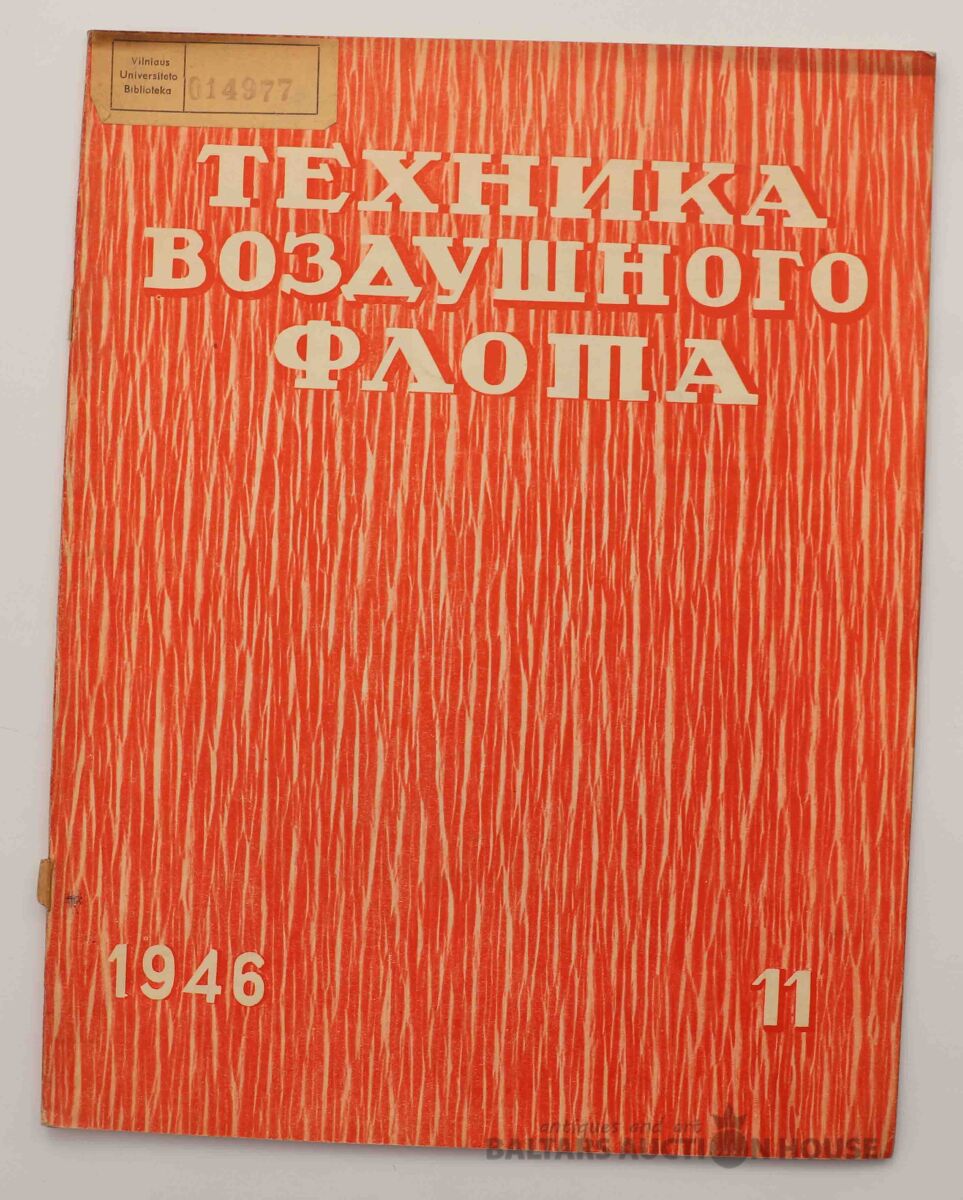 Vilniaus
Universiteto
Biblioteka
014977
ТЕХНИКА
ВОЗДУШНОГО
ФЛОТА
1946
11
antiques and art
BALTARS AUCTION HOUSE